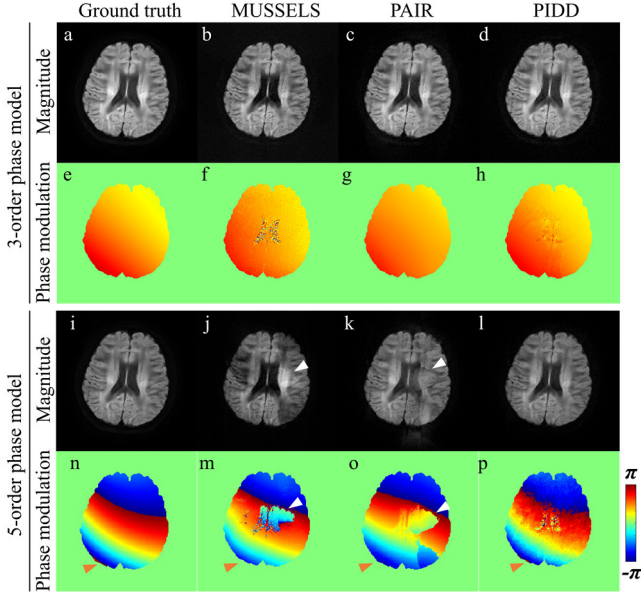 Ground truth MUSSELS PAIR PIDD
3-order phase model
Magnitude
a b c d
Phase modulation
e f g h
5-order phase model
Magnitude
i j k l
Phase modulation
n m o p
π
-π